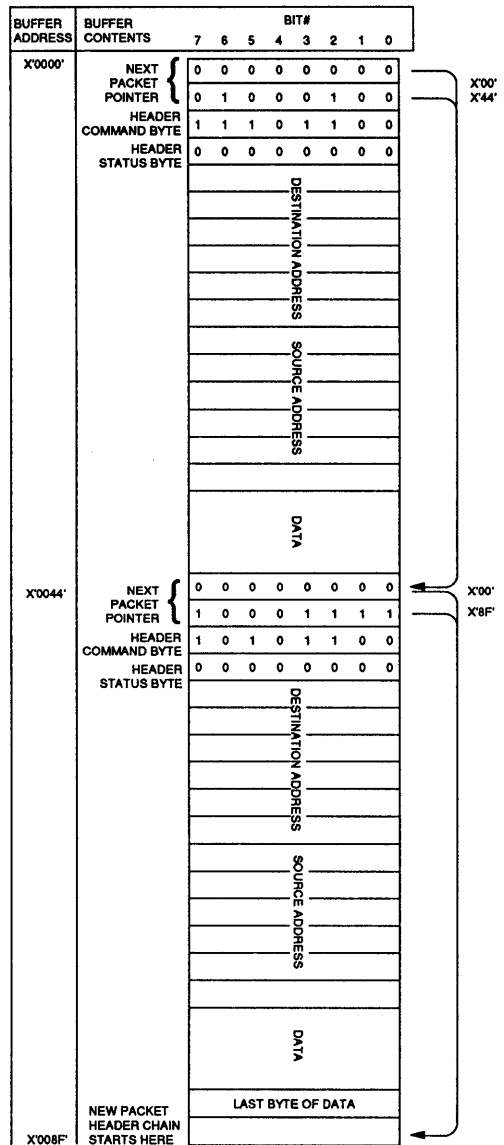 BUFFER ADDRESS BUFFER CONTENTS BIT#
7 6 5 4 3 2 1 0
X'0000' NEXT PACKET POINTER { 0 0 0 0 0 0 0 0 X'00'
0 1 0 0 0 1 0 0 X'44'
HEADER COMMAND BYTE 1 1 1 0 1 1 0 0
HEADER STATUS BYTE 0 0 0 0 0 0 0 0
DESTINATION ADDRESS
SOURCE ADDRESS
DATA
X'0044' NEXT PACKET POINTER { 0 0 0 0 0 0 0 0 X'00'
1 0 0 0 1 1 1 1 X'8F'
HEADER COMMAND BYTE 1 0 1 0 1 1 0 0
HEADER STATUS BYTE 0 0 0 0 0 0 0 0
DESTINATION ADDRESS
SOURCE ADDRESS
DATA
LAST BYTE OF DATA
NEW PACKET
HEADER CHAIN
X'008F' STARTS HERE